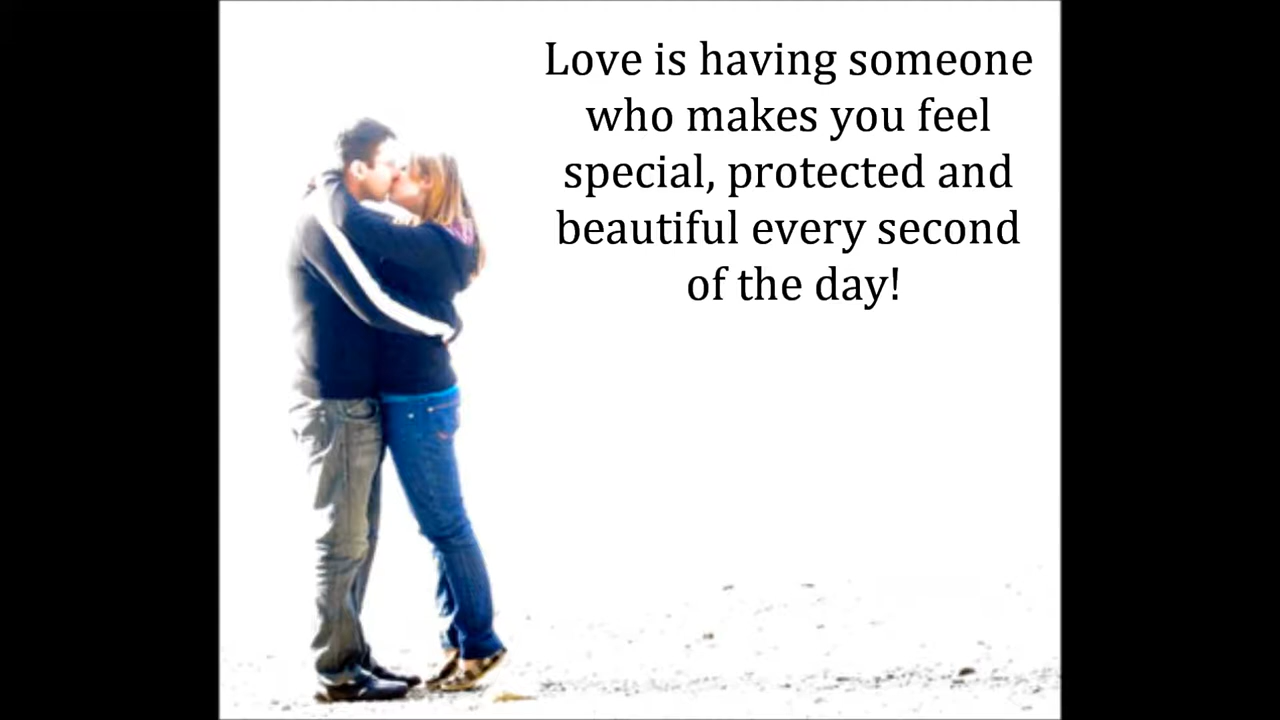 Love is having someone
who makes you feel
special, protected and
beautiful every second
of the day!